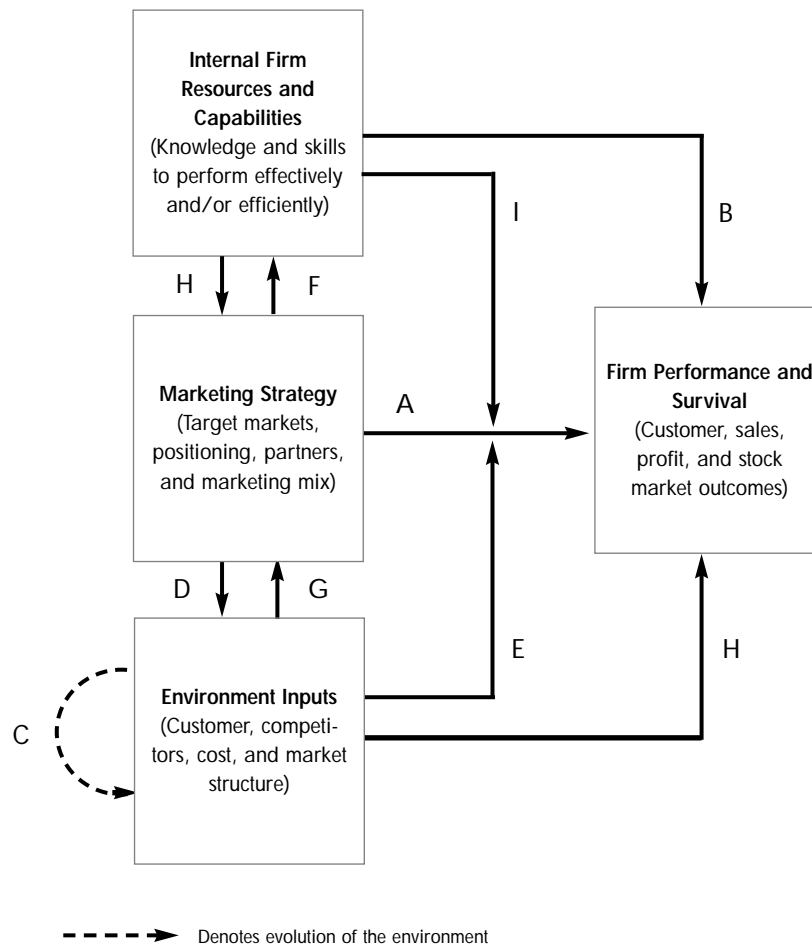 Internal Firm
Resources and
Capabilities
(Knowledge and skills
to perform effectively
and/or efficiently)
B
I
H
F
Marketing Strategy
(Target markets,
positioning, partners,
and marketing mix)
A
Firm Performance and
Survival
(Customer, sales,
profit, and stock
market outcomes)
D
G
E
H
Environment Inputs
(Customer, competi-
tors, cost, and market
structure)
C
Denotes evolution of the environment